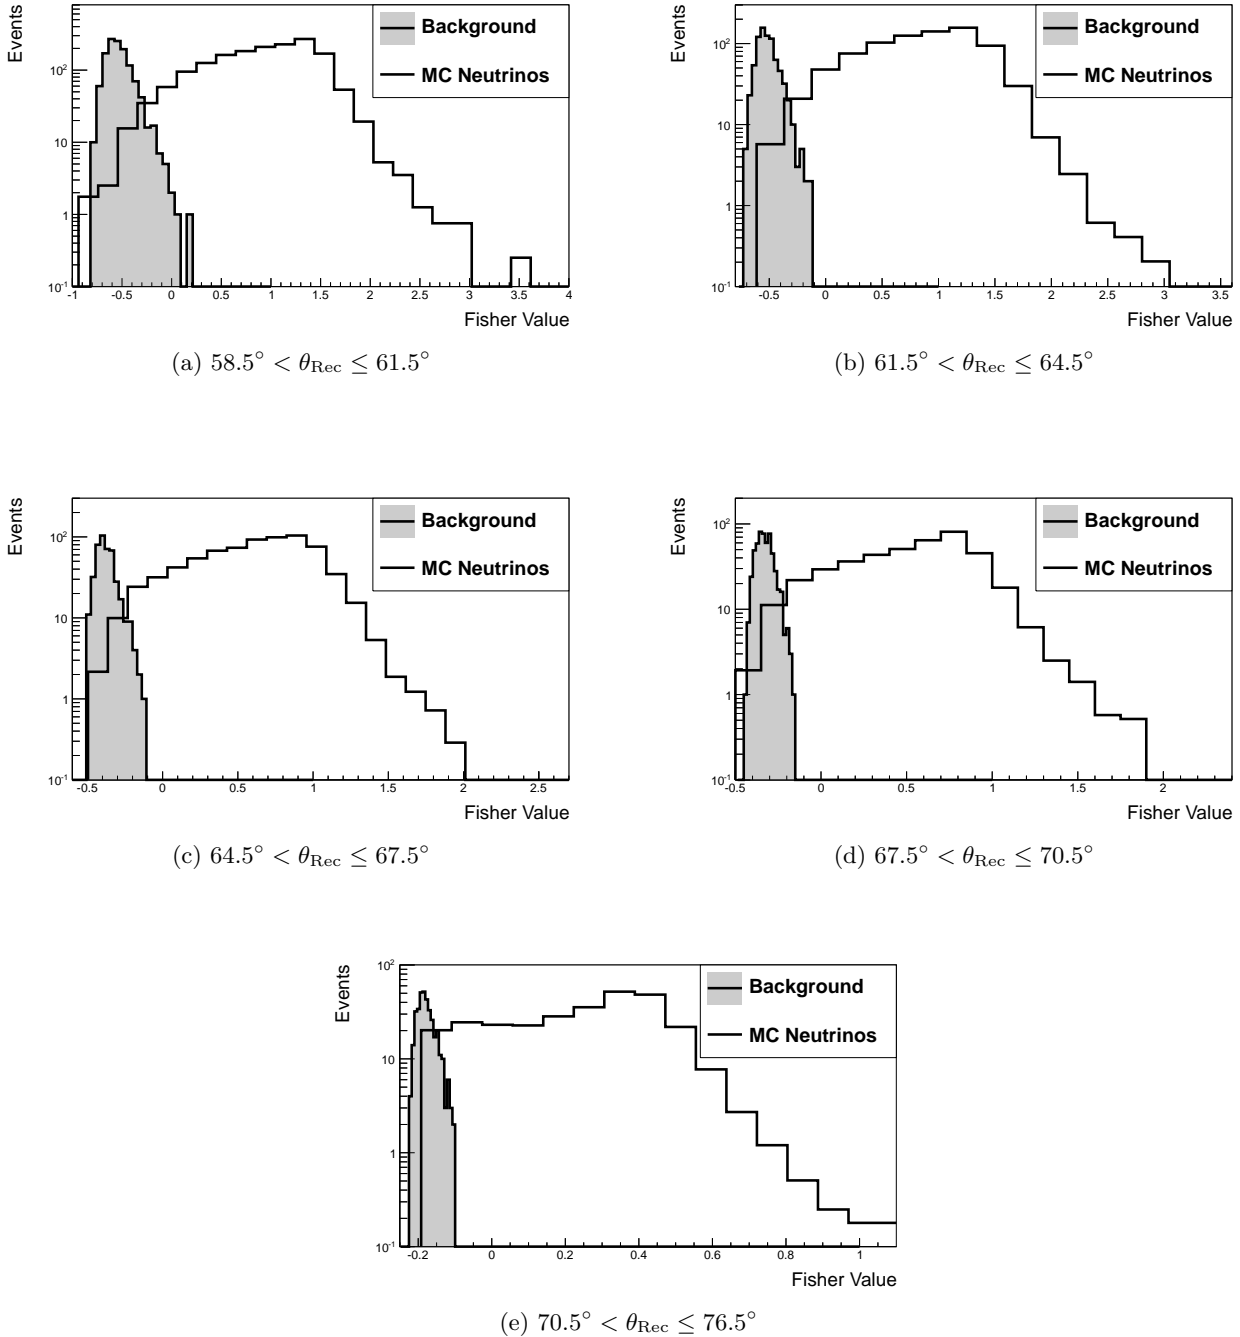 Events
10²
10
1
10⁻¹
-1 -0.5 0 0.5 1 1.5 2 2.5 3 3.5 4
Fisher Value
Background
MC Neutrinos
(a) 58.5° < θRec ≤ 61.5°
Events
10²
10
1
10⁻¹
-0.5 0 0.5 1 1.5 2 2.5 3 3.5
Fisher Value
Background
MC Neutrinos
(b) 61.5° < θRec ≤ 64.5°
Events
10²
10
1
10⁻¹
-0.5 0 0.5 1 1.5 2 2.5
Fisher Value
Background
MC Neutrinos
(c) 64.5° < θRec ≤ 67.5°
Events
10²
10
1
10⁻¹
-0.5 0 0.5 1 1.5 2
Fisher Value
Background
MC Neutrinos
(d) 67.5° < θRec ≤ 70.5°
Events
10²
10
1
10⁻¹
-0.2 0 0.2 0.4 0.6 0.8 1
Fisher Value
Background
MC Neutrinos
(e) 70.5° < θRec ≤ 76.5°